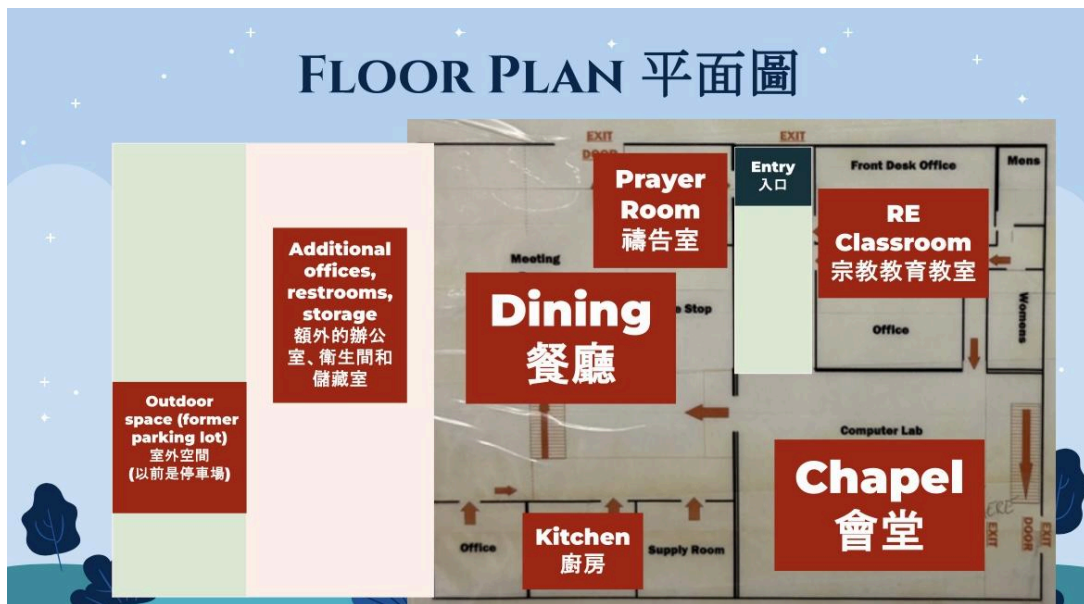 FLOOR PLAN 平面圖
EXIT
EXIT
Entry
入口
Front Desk Office
Mens
Prayer
Room
禱告室
RE
Classroom
宗教教育教室
Additional
offices,
restrooms,
storage
額外的辦公
室、衛生間和
儲藏室
Meeting
Dining
餐廳
e Stop
Office
Womens
Outdoor
space (former
parking lot)
室外空間
(以前是停車場)
Computer Lab
Chapel
會堂
ERE
EXIT
DOOR
EXIT
Office
Kitchen
廚房
Supply Room